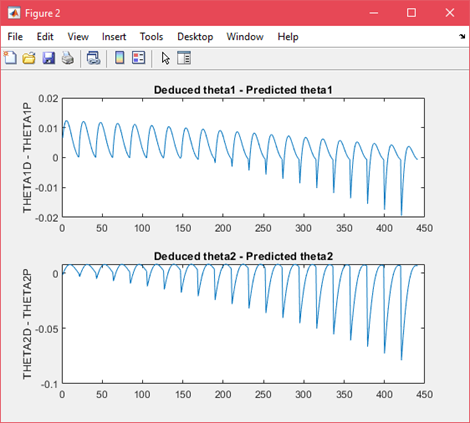 Figure 2
File Edit View Insert Tools Desktop Window Help
Deduced theta1 - Predicted theta1
THETA1D - THETA1P
0.02
0.01
0
-0.01
-0.02
0 50 100 150 200 250 300 350 400 450
Deduced theta2 - Predicted theta2
THETA2D - THETA2P
0
-0.05
-0.1
0 50 100 150 200 250 300 350 400 450